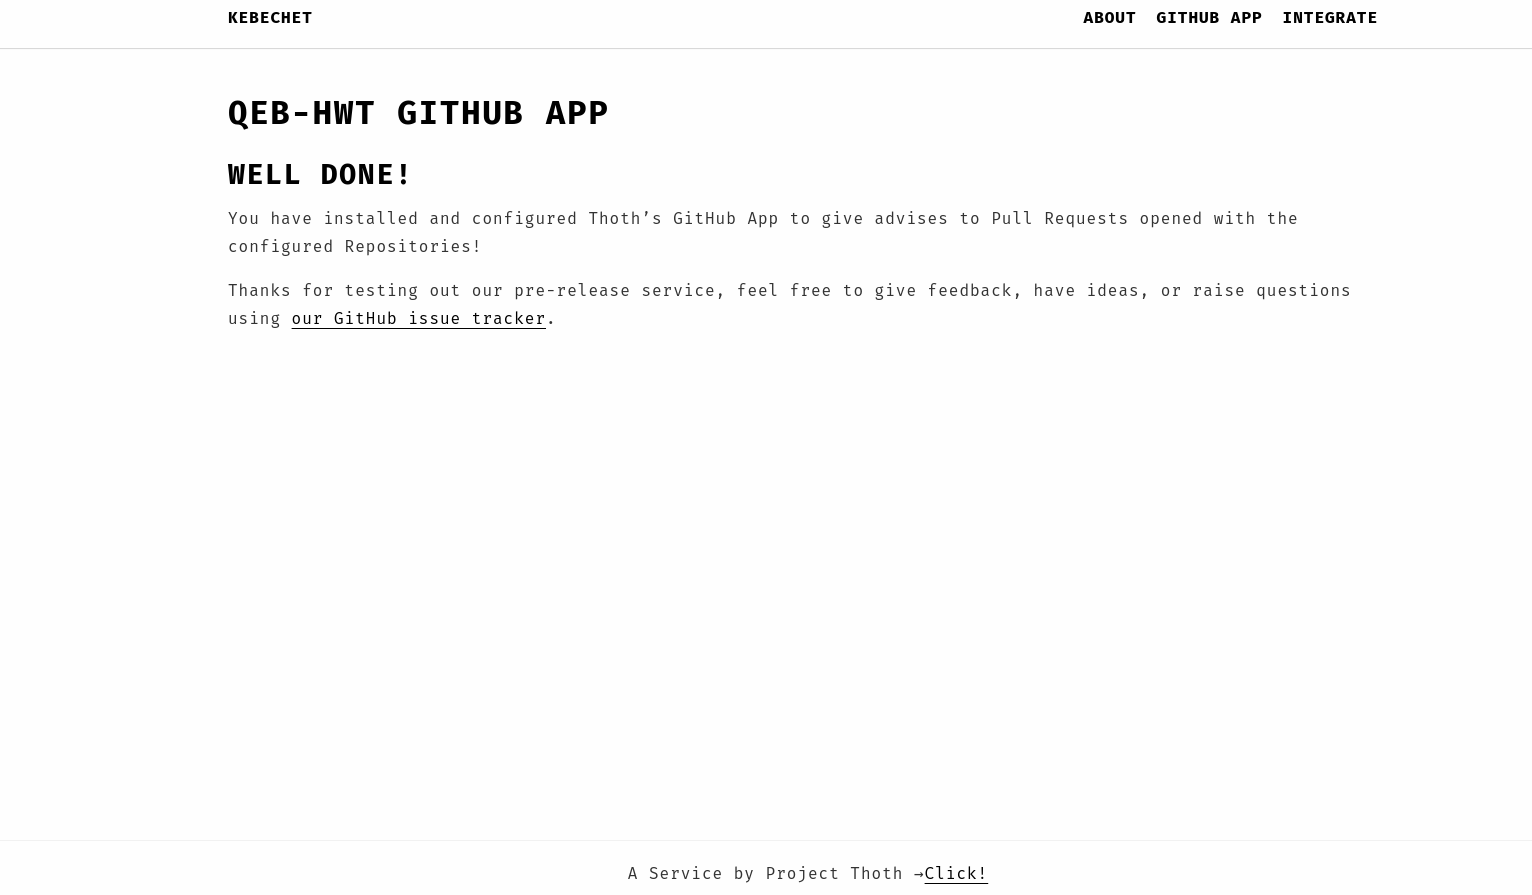 KEBECHET ABOUT GITHUB APP INTEGRATE
QEB-HWT GITHUB APP
WELL DONE!
You have installed and configured Thoth’s GitHub App to give advises to Pull Requests opened with the
configured Repositories!
Thanks for testing out our pre-release service, feel free to give feedback, have ideas, or raise questions
using our GitHub issue tracker.
A Service by Project Thoth →Click!